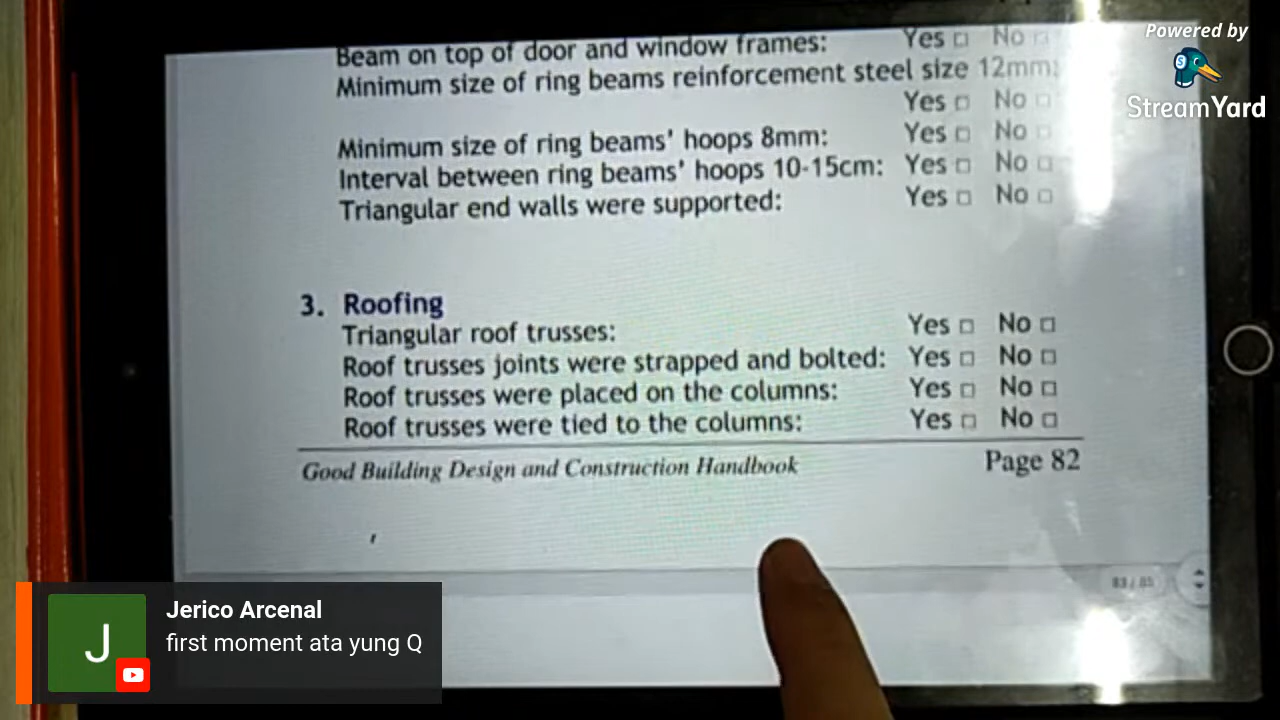 Powered by
StreamYard
Beam on top of door and window frames: Yes □ No □
Minimum size of ring beams reinforcement steel size 12mm:
Yes □ No □
Minimum size of ring beams' hoops 8mm: Yes □ No □
Interval between ring beams' hoops 10-15cm: Yes □ No □
Triangular end walls were supported: Yes □ No □
3. Roofing
Triangular roof trusses: Yes □ No □
Roof trusses joints were strapped and bolted: Yes □ No □
Roof trusses were placed on the columns: Yes □ No □
Roof trusses were tied to the columns: Yes □ No □
Good Building Design and Construction Handbook Page 82
83 / 85
J
Jerico Arcenal
first moment ata yung Q